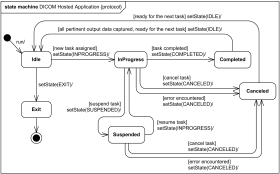 state machine DICOM Hosted Application (protocol)
[ready for the next task] setState(IDLE)/
[all pertinent output data captured, ready for the next task] setState(IDLE)/
run/
[new task assigned]
setState(INPROGRESS)/
[task completed]
setState(COMPLETED)/
Idle
InProgress
Completed
setState(EXIT)/
[cancel task]
setState(CANCELED)/
Canceled
[error encountered]
setState(CANCELED)/
Exit
[suspend task]
setState(SUSPENDED)/
[resume task]
setState(INPROGRESS)/
Suspended
[cancel task]
setState(CANCELED)/
[error encountered]
setState(CANCELED)/